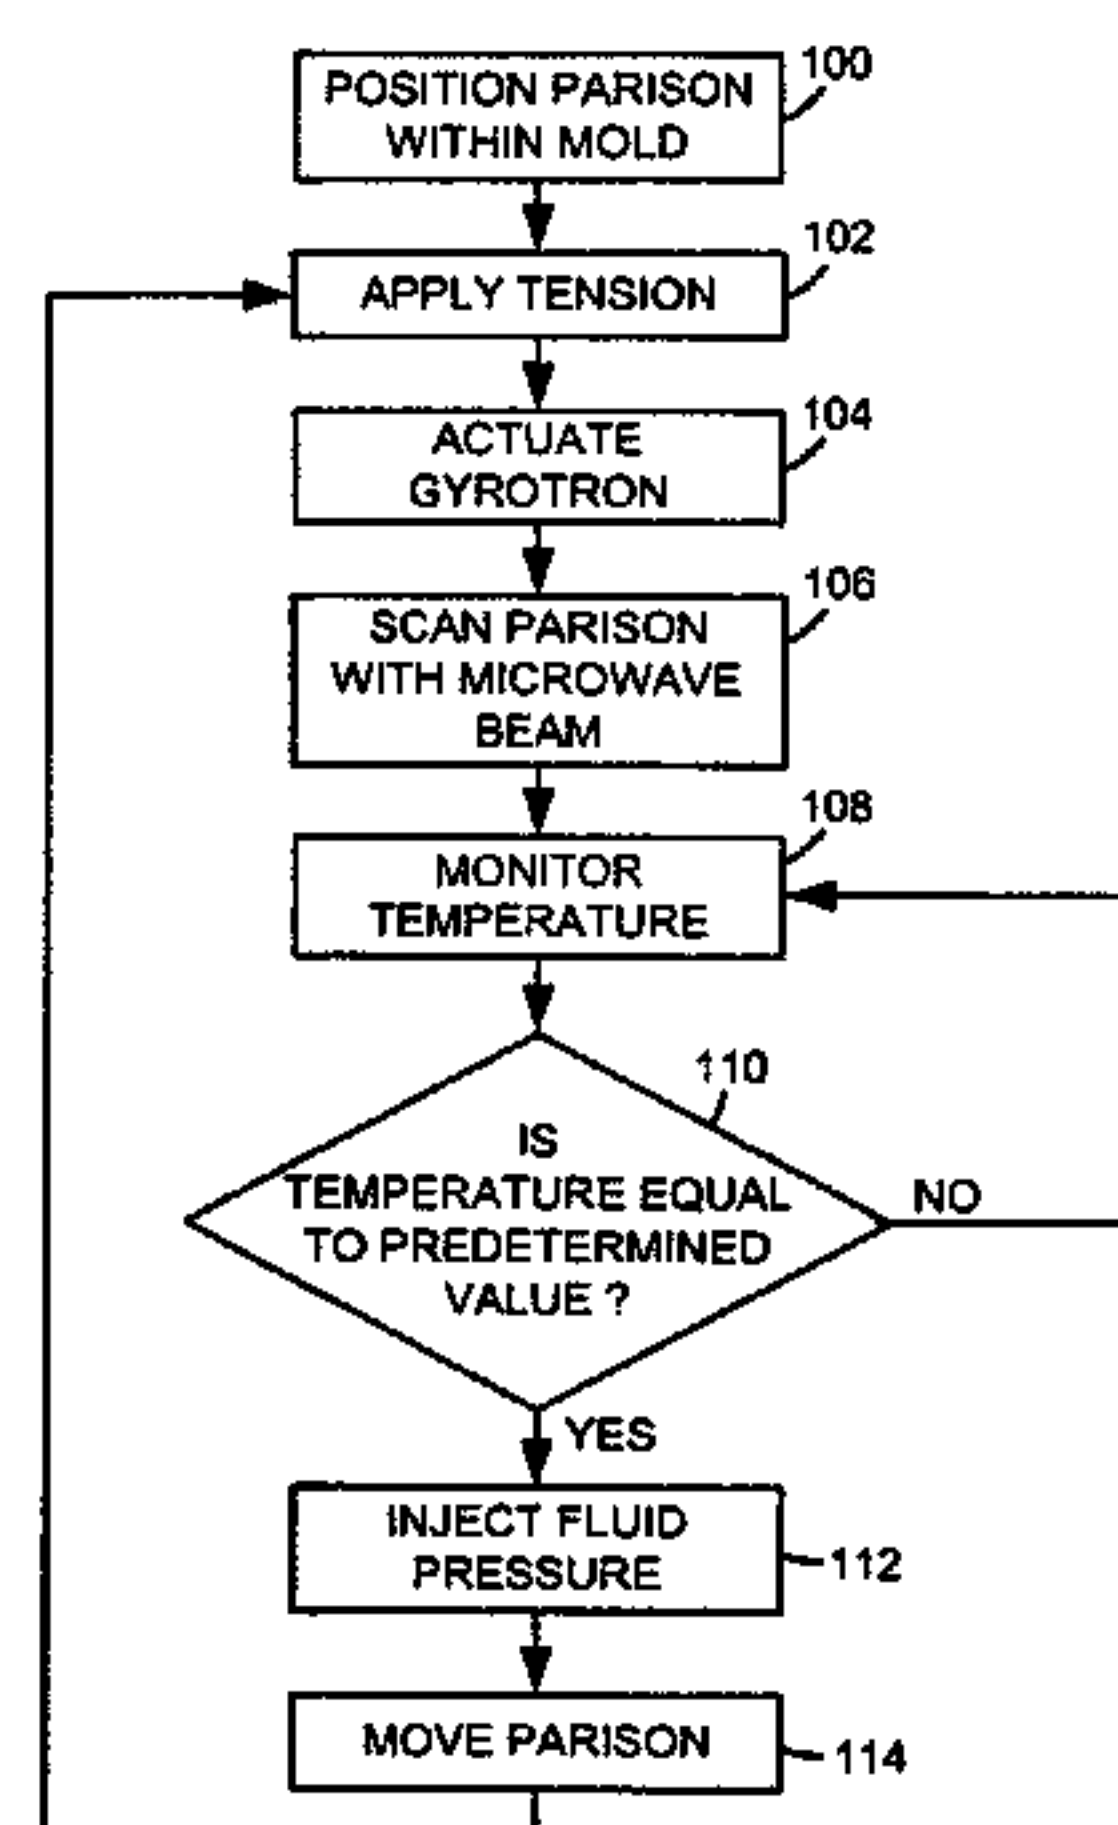 100
POSITION PARISON
WITHIN MOLD
102
APPLY TENSION
104
ACTUATE
GYROTRON
106
SCAN PARISON
WITH MICROWAVE
BEAM
108
MONITOR
TEMPERATURE
110
IS
TEMPERATURE EQUAL
TO PREDETERMINED
VALUE ?
NO
YES
INJECT FLUID
PRESSURE
112
MOVE PARISON
114